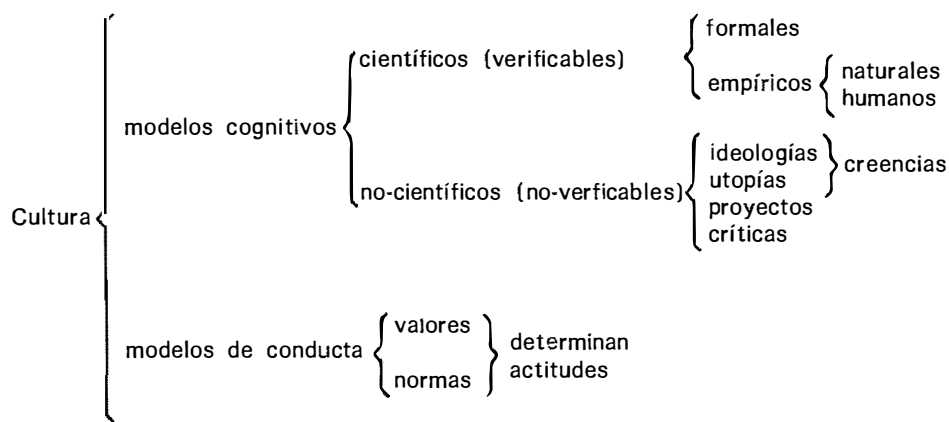 formales
científicos (verificables)
empíricos
naturales
humanos
modelos cognitivos
ideologías
utopías
creencias
no-científicos (no-verficables)
proyectos
críticas
Cultura
valores
modelos de conducta
determinan
actitudes
normas